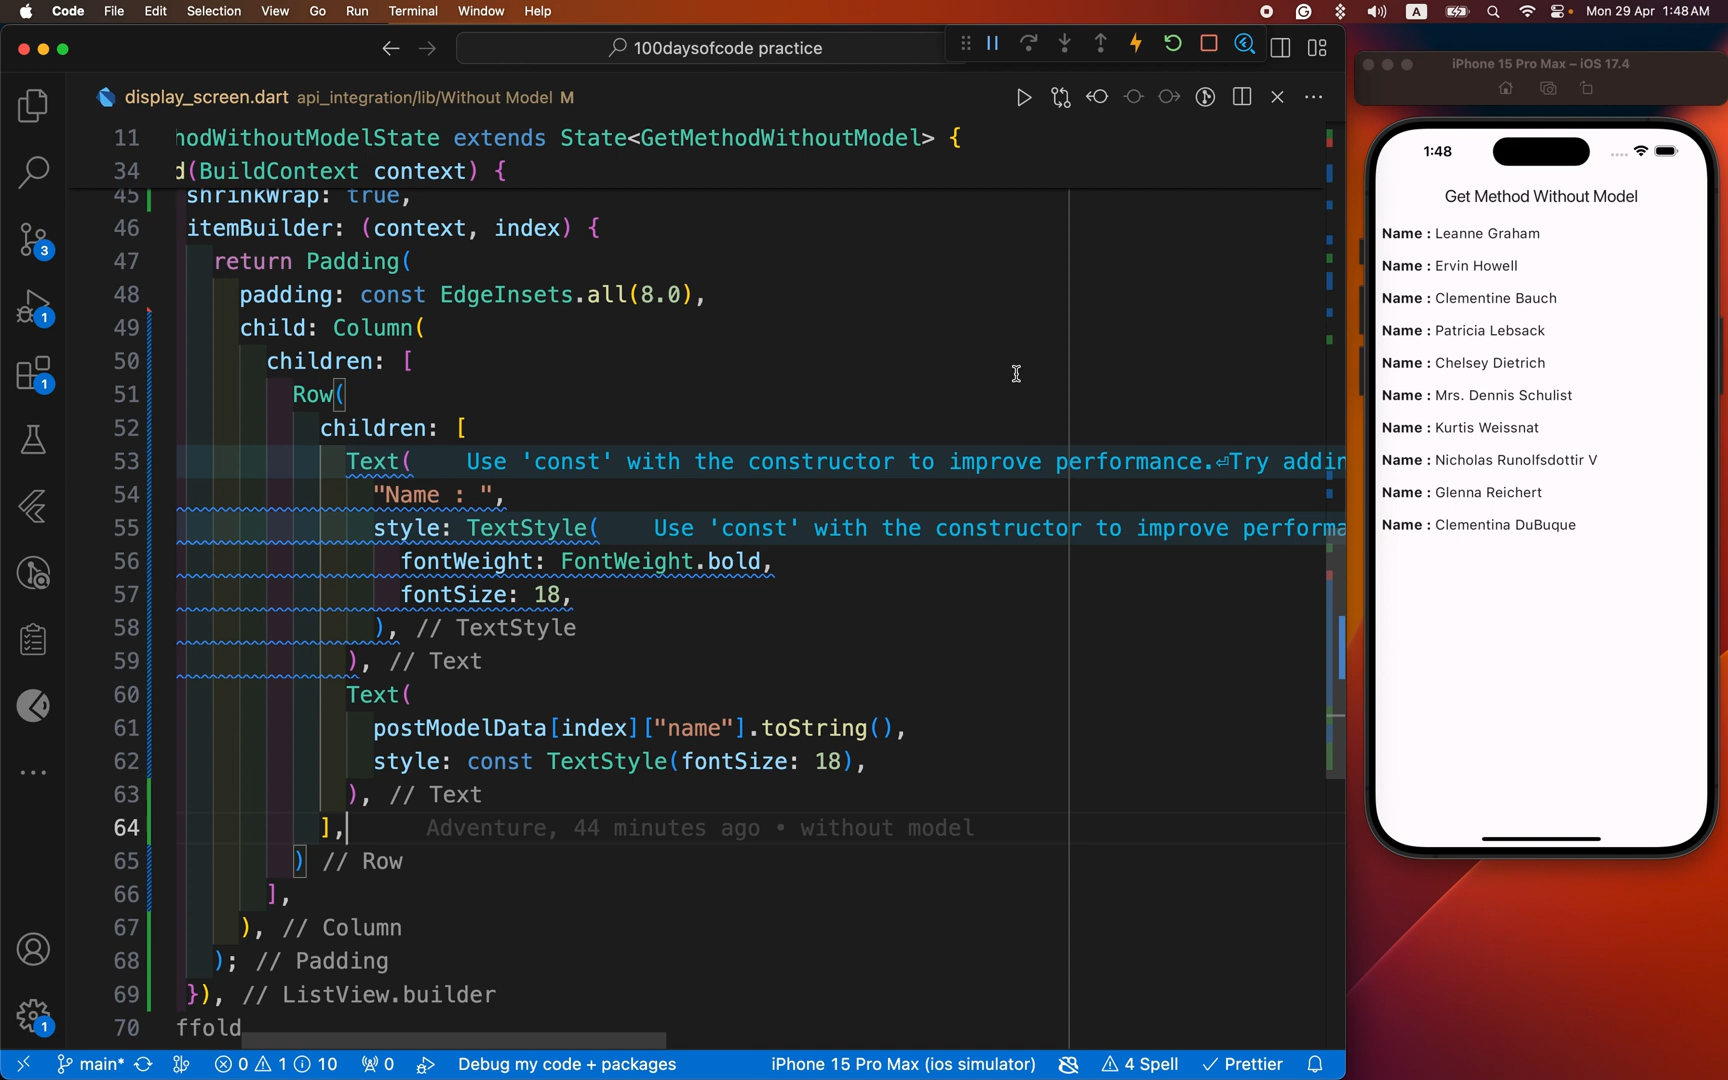 Code File Edit Selection View Go Run Terminal Window Help
A
Mon 29 Apr 1:48 AM
100daysofcode practice
display_screen.dart api_integration/lib/Without Model M
11 hodWithoutModelState extends State<GetMethodWithoutModel> {
34 d(BuildContext context) {
45 shrinkWrap: true,
46 itemBuilder: (context, index) {
47 return Padding(
48 padding: const EdgeInsets.all(8.0),
49 child: Column(
50 children: [
51 Row(
52 children: [
53 Text( Use 'const' with the constructor to improve performance.⏎Try addin
54 "Name : ",
55 style: TextStyle( Use 'const' with the constructor to improve performa
56 fontWeight: FontWeight.bold,
57 fontSize: 18,
58 ), // TextStyle
59 ), // Text
60 Text(
61 postModelData[index]["name"].toString(),
62 style: const TextStyle(fontSize: 18),
63 ), // Text
64 ], Adventure, 44 minutes ago • without model
65 ) // Row
66 ],
67 ), // Column
68 ); // Padding
69 }), // ListView.builder
70 ffold
3
1
1
1
main* 0 1 10 0 Debug my code + packages iPhone 15 Pro Max (ios simulator) 4 Spell Prettier
iPhone 15 Pro Max – iOS 17.4
1:48
Get Method Without Model
Name : Leanne Graham
Name : Ervin Howell
Name : Clementine Bauch
Name : Patricia Lebsack
Name : Chelsey Dietrich
Name : Mrs. Dennis Schulist
Name : Kurtis Weissnat
Name : Nicholas Runolfsdottir V
Name : Glenna Reichert
Name : Clementina DuBuque